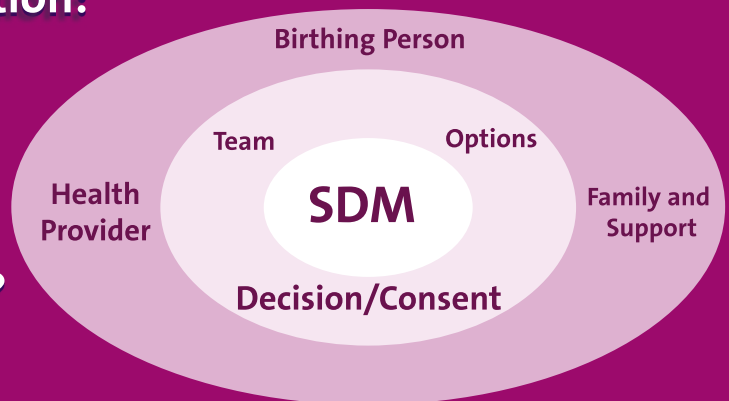 Birthing Person
Team
Options
Health
Provider
SDM
Family and
Support
Decision/Consent